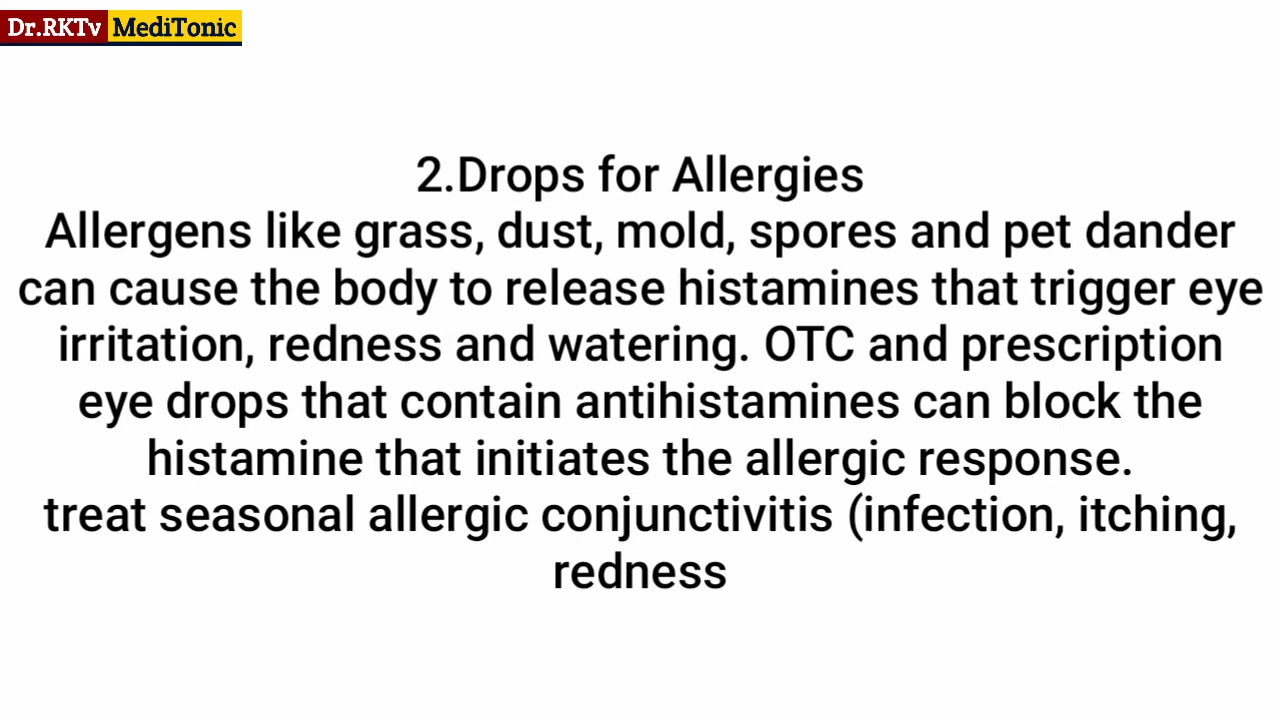 Dr.RKTv MediTonic
2.Drops for Allergies
Allergens like grass, dust, mold, spores and pet dander
can cause the body to release histamines that trigger eye
irritation, redness and watering. OTC and prescription
eye drops that contain antihistamines can block the
histamine that initiates the allergic response.
treat seasonal allergic conjunctivitis (infection, itching,
redness